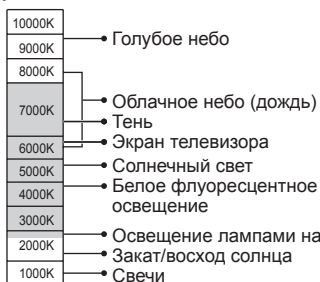 10000K
9000K
8000K
7000K
6000K
5000K
4000K
3000K
2000K
1000K
Голубое небо
Облачное небо (дождь)
Тень
Экран телевизора
Солнечный свет
Белое флуоресцентное
освещение
Освещение лампами на
Закат/восход солнца
Свечи